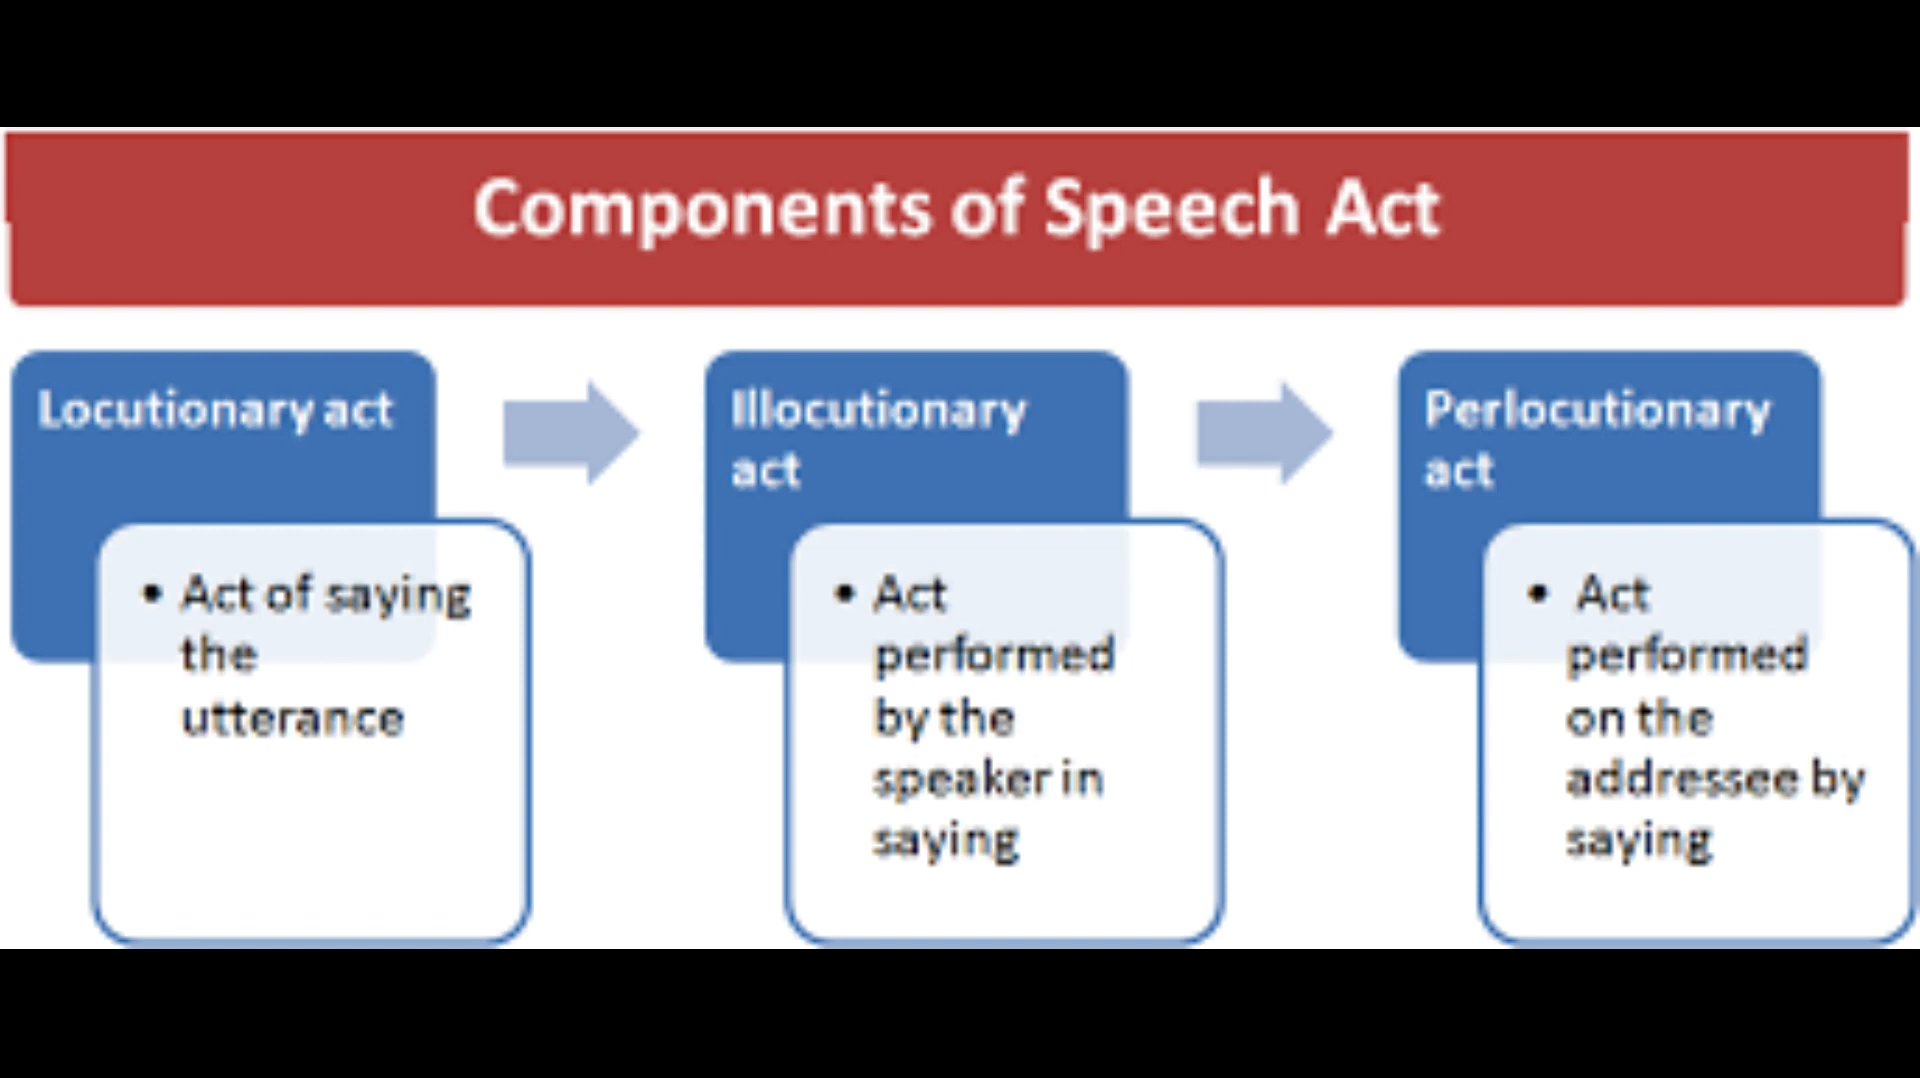 Components of Speech Act
Locutionary act
• Act of saying
the
utterance
Illocutionary
act
• Act
performed
by the
speaker in
saying
Perlocutionary
act
• Act
performed
on the
addressee by
saying